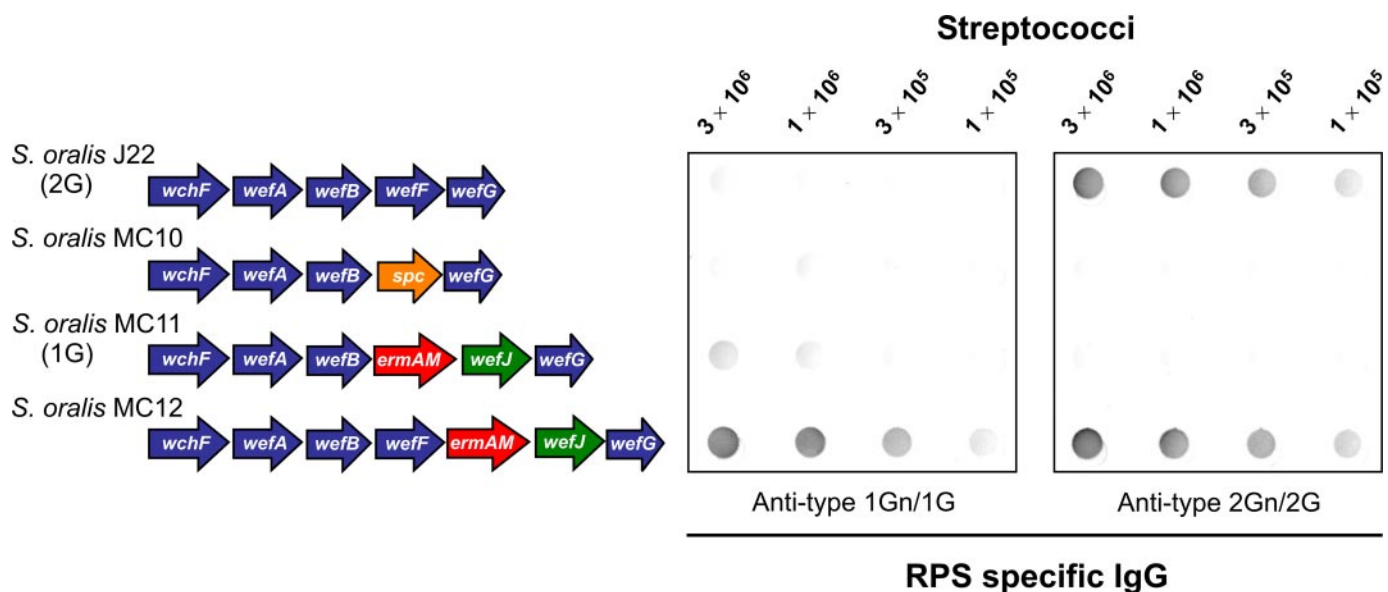 Streptococci
3 × 10⁶ 1 × 10⁶ 3 × 10⁵ 1 × 10⁵ 3 × 10⁶ 1 × 10⁶ 3 × 10⁵ 1 × 10⁵
S. oralis J22
(2G)
wchF wefA wefB wefF wefG
S. oralis MC10
wchF wefA wefB spc wefG
S. oralis MC11
(1G)
wchF wefA wefB ermAM wefJ wefG
S. oralis MC12
wchF wefA wefB wefF ermAM wefJ wefG
Anti-type 1Gn/1G Anti-type 2Gn/2G
RPS specific IgG